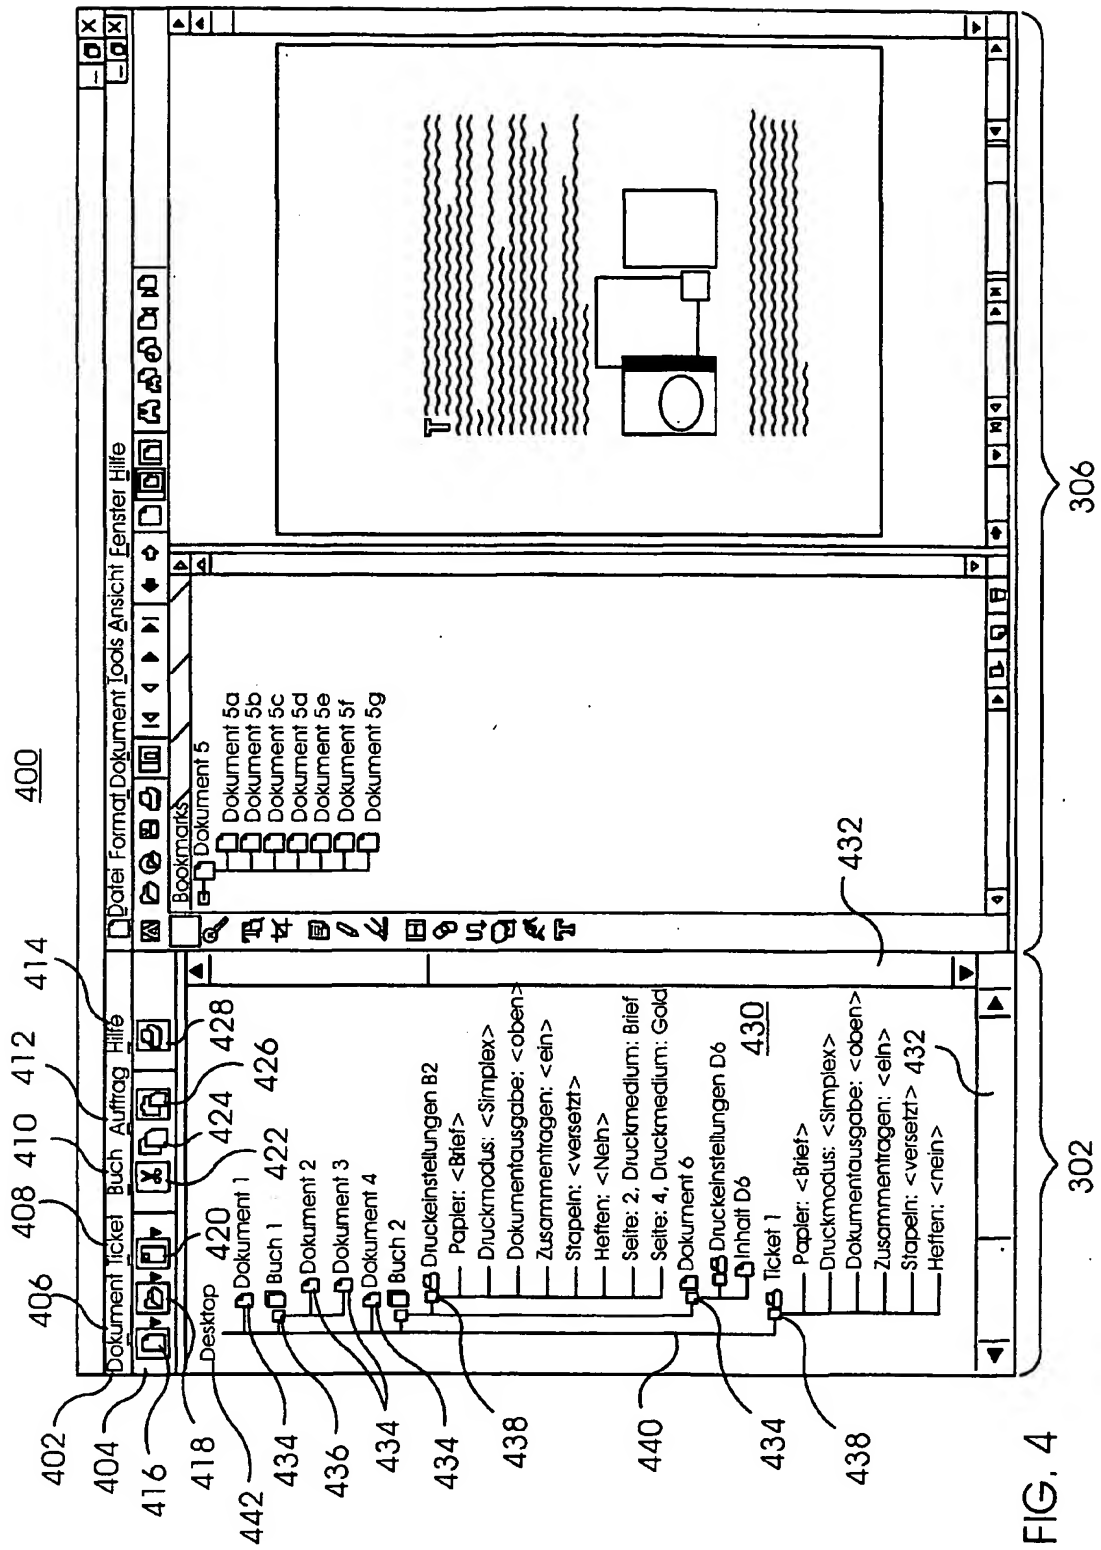 400
402
404
406
408
410
412
414
Dokument Ticket Buch Auftrag Hilfe
Datei Format Dokument Tools Ansicht Fenster Hilfe
416
418
420
422
424
426
428
442
Desktop
Dokument 1
Buch 1
Dokument 2
Dokument 3
Dokument 4
Buch 2
Druckeinstellungen B2
Papier: <Brief>
Druckmodus: <Simplex>
Dokumentausgabe: <oben>
Zusammentragen: <ein>
Stapeln: <versetzt>
Heften: <Nein>
Seite: 2, Druckmedium: Brief
Seite: 4, Druckmedium: Gold
Dokument 6
Druckeinstellungen D6
Inhalt D6
Ticket 1
Papier: <Brief>
Druckmodus: <Simplex>
Dokumentausgabe: <oben>
Zusammentragen: <ein>
Stapeln: <versetzt>
Heften: <nein>
430
432
432
434
436
434
434
438
440
434
438
Bookmarks
Dokument 5
Dokument 5a
Dokument 5b
Dokument 5c
Dokument 5d
Dokument 5e
Dokument 5f
Dokument 5g
T
302
306
FIG. 4